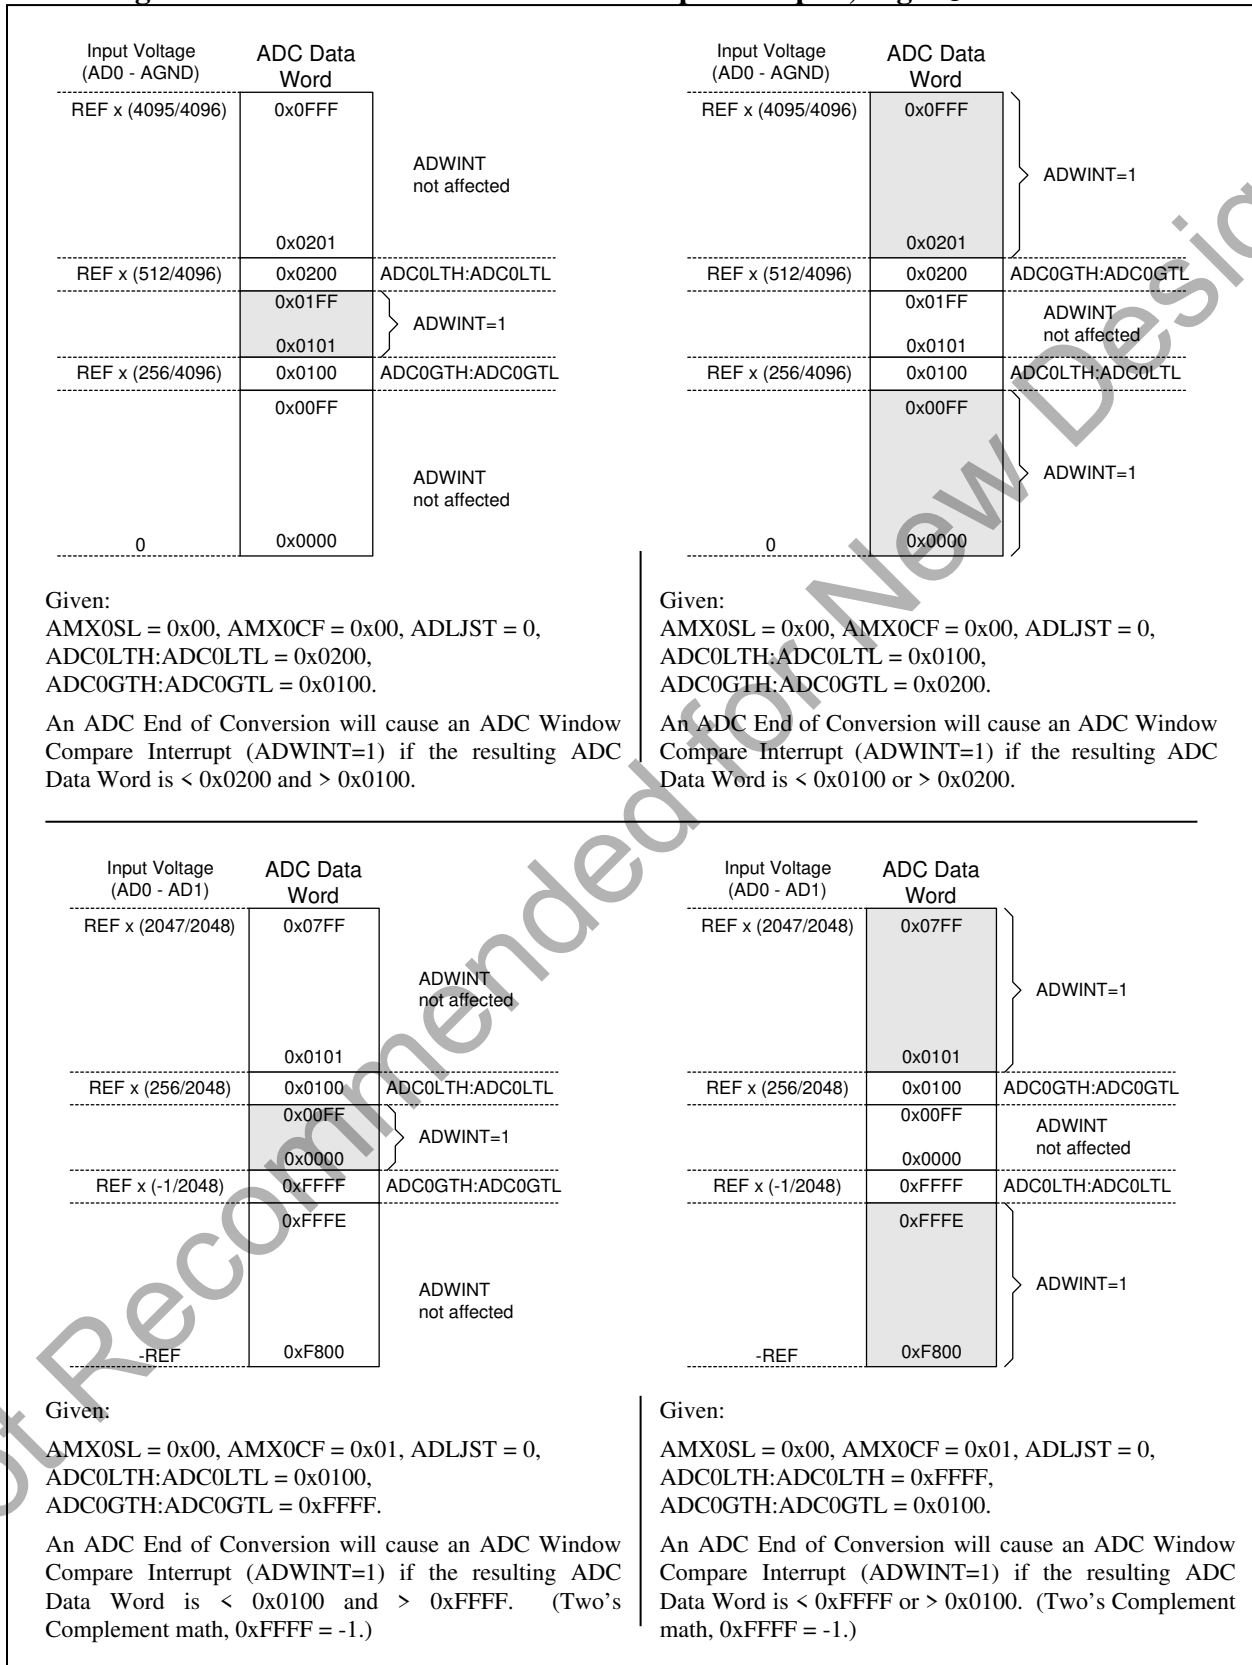 Input Voltage
(AD0 - AGND)
ADC Data
Word
REF x (4095/4096)
0x0FFF
ADWINT
not affected
0x0201
REF x (512/4096)
0x0200
ADC0LTH:ADC0LTL
0x01FF
ADWINT=1
0x0101
REF x (256/4096)
0x0100
ADC0GTH:ADC0GTL
0x00FF
ADWINT
not affected
0
0x0000
Given:
AMX0SL = 0x00, AMX0CF = 0x00, ADLJST = 0,
ADC0LTH:ADC0LTL = 0x0200,
ADC0GTH:ADC0GTL = 0x0100.
An ADC End of Conversion will cause an ADC Window
Compare Interrupt (ADWINT=1) if the resulting ADC
Data Word is < 0x0200 and > 0x0100.
Input Voltage
(AD0 - AGND)
ADC Data
Word
REF x (4095/4096)
0x0FFF
ADWINT=1
0x0201
REF x (512/4096)
0x0200
ADC0GTH:ADC0GTL
0x01FF
ADWINT
not affected
0x0101
REF x (256/4096)
0x0100
ADC0LTH:ADC0LTL
0x00FF
ADWINT=1
0
0x0000
Given:
AMX0SL = 0x00, AMX0CF = 0x00, ADLJST = 0,
ADC0LTH:ADC0LTL = 0x0100,
ADC0GTH:ADC0GTL = 0x0200.
An ADC End of Conversion will cause an ADC Window
Compare Interrupt (ADWINT=1) if the resulting ADC
Data Word is < 0x0100 or > 0x0200.
Input Voltage
(AD0 - AD1)
ADC Data
Word
REF x (2047/2048)
0x07FF
ADWINT
not affected
0x0101
REF x (256/2048)
0x0100
ADC0LTH:ADC0LTL
0x00FF
ADWINT=1
0x0000
REF x (-1/2048)
0xFFFF
ADC0GTH:ADC0GTL
0xFFFE
ADWINT
not affected
-REF
0xF800
Given:
AMX0SL = 0x00, AMX0CF = 0x01, ADLJST = 0,
ADC0LTH:ADC0LTL = 0x0100,
ADC0GTH:ADC0GTL = 0xFFFF.
An ADC End of Conversion will cause an ADC Window
Compare Interrupt (ADWINT=1) if the resulting ADC
Data Word is < 0x0100 and > 0xFFFF. (Two's
Complement math, 0xFFFF = -1.)
Input Voltage
(AD0 - AD1)
ADC Data
Word
REF x (2047/2048)
0x07FF
ADWINT=1
0x0101
REF x (256/2048)
0x0100
ADC0GTH:ADC0GTL
0x00FF
ADWINT
not affected
0x0000
REF x (-1/2048)
0xFFFF
ADC0LTH:ADC0LTL
0xFFFE
ADWINT=1
-REF
0xF800
Given:
AMX0SL = 0x00, AMX0CF = 0x01, ADLJST = 0,
ADC0LTH:ADC0LTH = 0xFFFF,
ADC0GTH:ADC0GTL = 0x0100.
An ADC End of Conversion will cause an ADC Window
Compare Interrupt (ADWINT=1) if the resulting ADC
Data Word is < 0xFFFF or > 0x0100. (Two's Complement
math, 0xFFFF = -1.)
Recommended for New